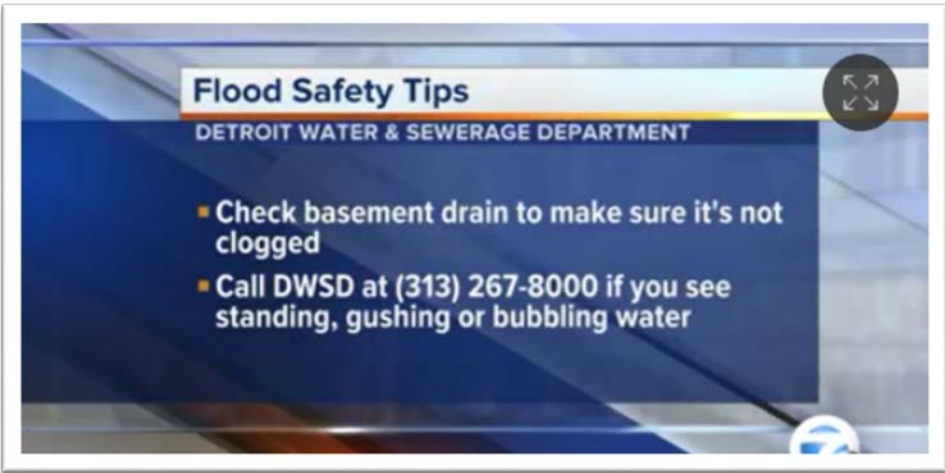 Flood Safety Tips
DETROIT WATER & SEWERAGE DEPARTMENT
▪ Check basement drain to make sure it's not
clogged
▪ Call DWSD at (313) 267-8000 if you see
standing, gushing or bubbling water
7